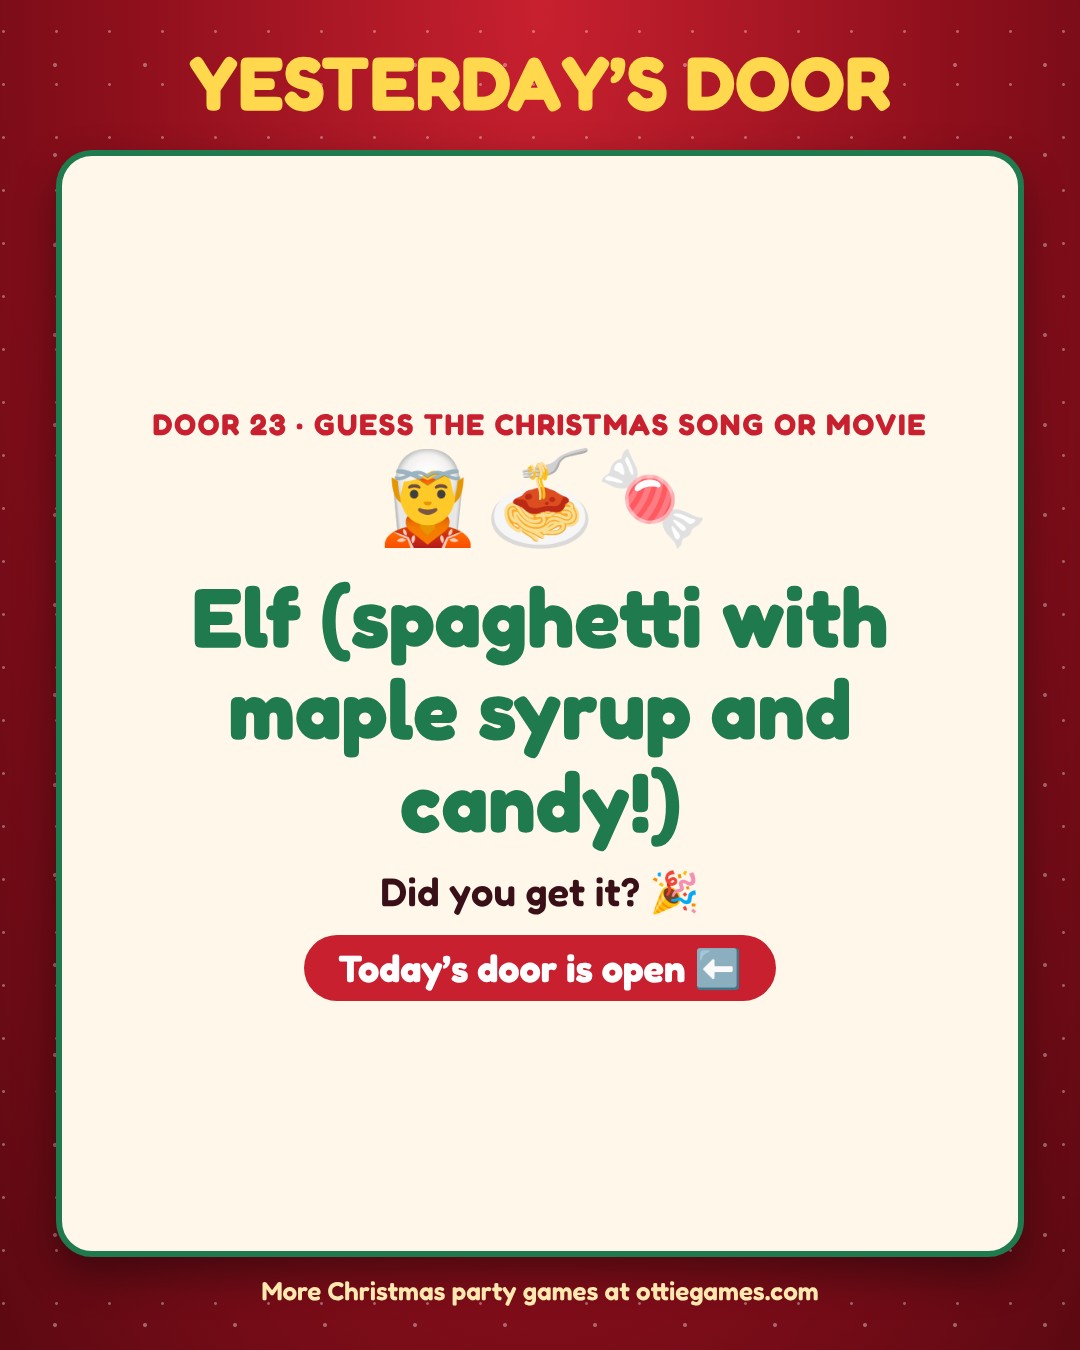 YESTERDAY’S DOOR
DOOR 23 · GUESS THE CHRISTMAS SONG OR MOVIE
Elf (spaghetti with
maple syrup and
candy!)
Did you get it? 🎉
Today’s door is open ⬅️
More Christmas party games at ottiegames.com